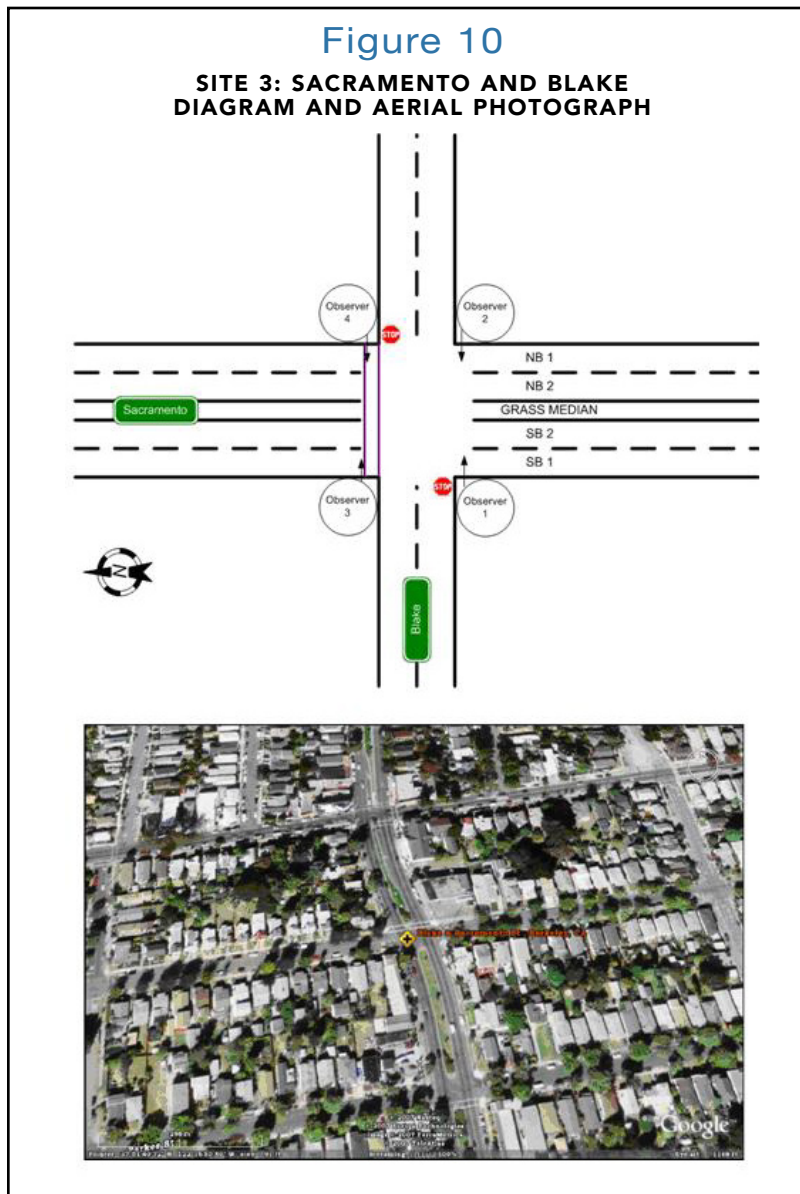 Figure 10
SITE 3: SACRAMENTO AND BLAKE
DIAGRAM AND AERIAL PHOTOGRAPH
Observer
4
Observer
2
STOP
NB 1
NB 2
Sacramento
GRASS MEDIAN
SB 2
SB 1
STOP
Observer
3
Observer
1
N
Blake
Google